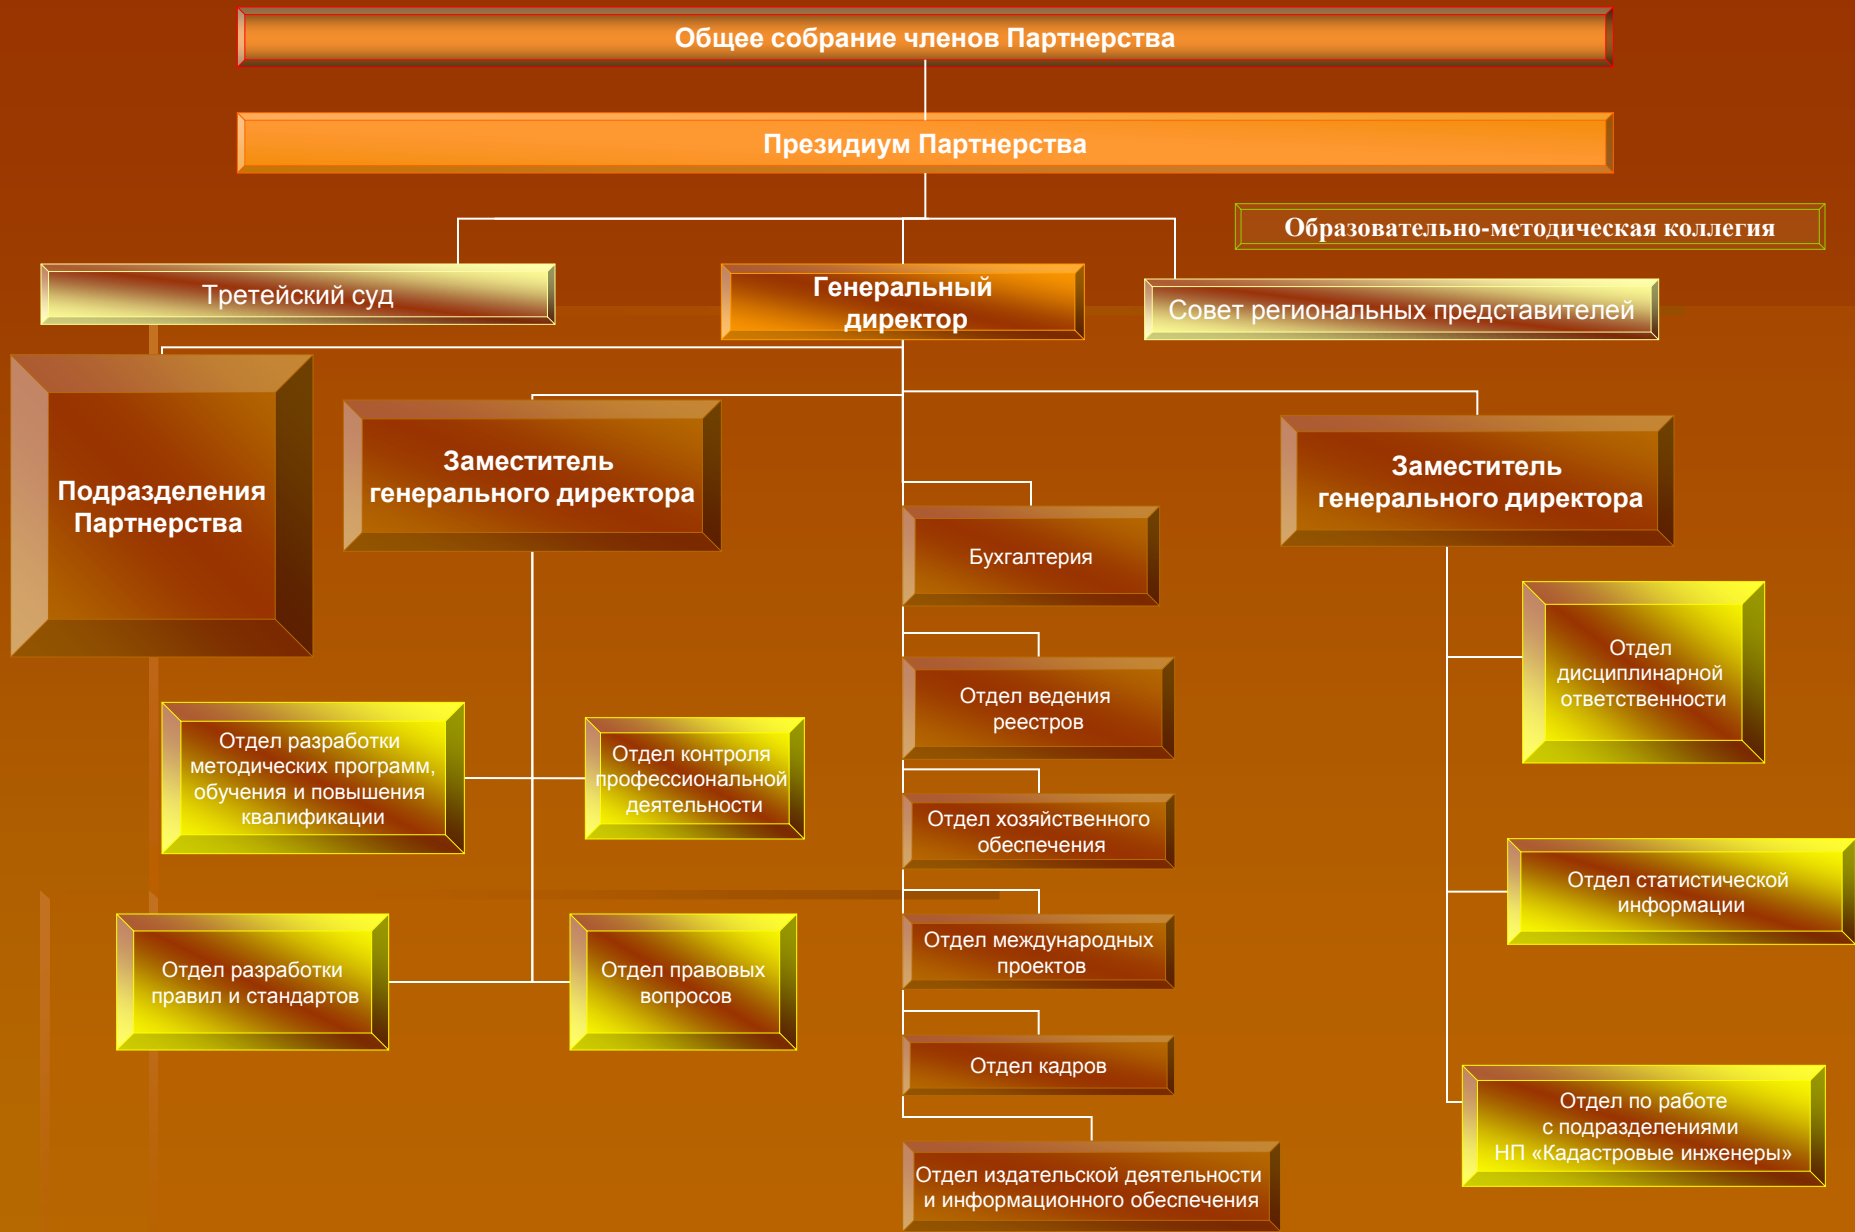 Общее собрание членов Партнерства
Президиум Партнерства
Образовательно-методическая коллегия
Третейский суд
Генеральный
директор
Совет региональных представителей
Подразделения
Партнерства
Заместитель
генерального директора
Заместитель
генерального директора
Бухгалтерия
Отдел
дисциплинарной
ответственности
Отдел ведения
реестров
Отдел разработки
методических программ,
обучения и повышения
квалификации
Отдел контроля
профессиональной
деятельности
Отдел хозяйственного
обеспечения
Отдел статистической
информации
Отдел разработки
правил и стандартов
Отдел правовых
вопросов
Отдел международных
проектов
Отдел кадров
Отдел по работе
с подразделениями
НП «Кадастровые инженеры»
Отдел издательской деятельности
и информационного обеспечения